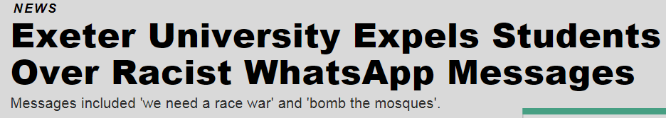 NEWS
Exeter University Expels Students
Over Racist WhatsApp Messages
Messages included 'we need a race war' and 'bomb the mosques'.